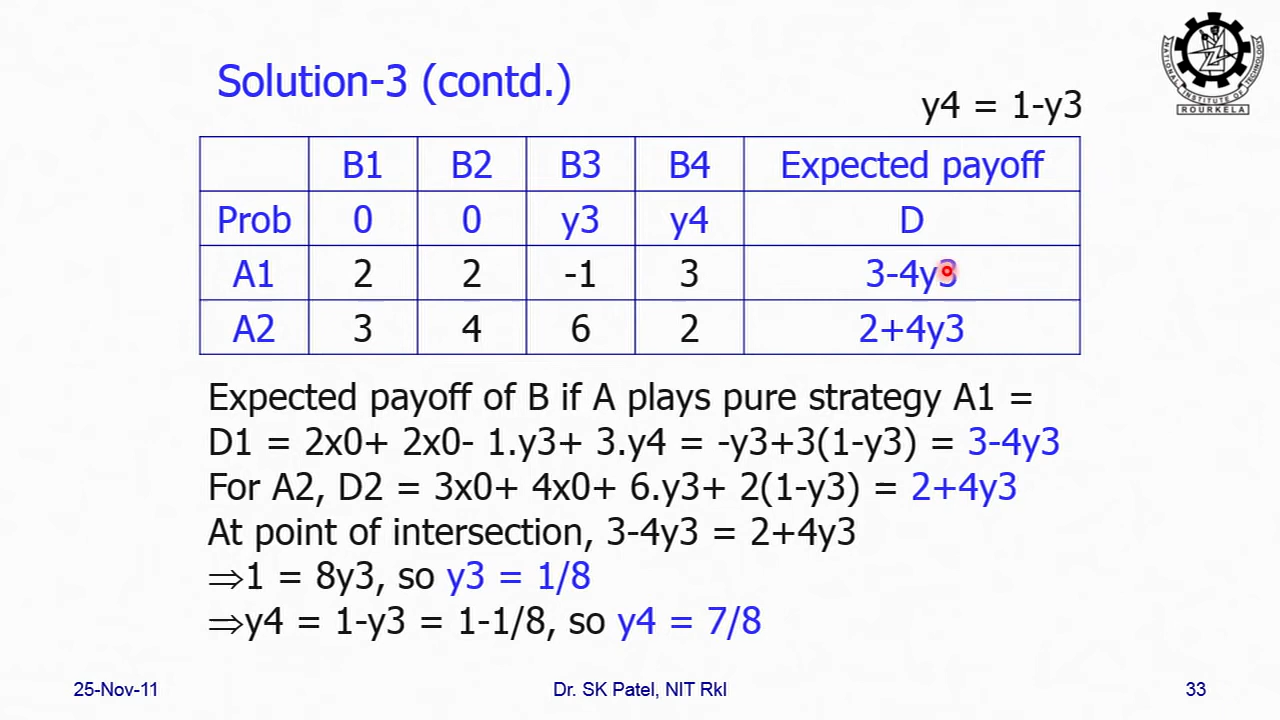 Solution-3 (contd.)
y4 = 1-y3
B1 B2 B3 B4 Expected payoff
Prob 0 0 y3 y4 D
A1 2 2 -1 3 3-4y3
A2 3 4 6 2 2+4y3
Expected payoff of B if A plays pure strategy A1 =
D1 = 2x0+ 2x0- 1.y3+ 3.y4 = -y3+3(1-y3) = 3-4y3
For A2, D2 = 3x0+ 4x0+ 6.y3+ 2(1-y3) = 2+4y3
At point of intersection, 3-4y3 = 2+4y3
⇒1 = 8y3, so y3 = 1/8
⇒y4 = 1-y3 = 1-1/8, so y4 = 7/8
25-Nov-11 Dr. SK Patel, NIT Rkl 33
NATIONAL INSTITUTE OF TECHNOLOGY
ROURKELA